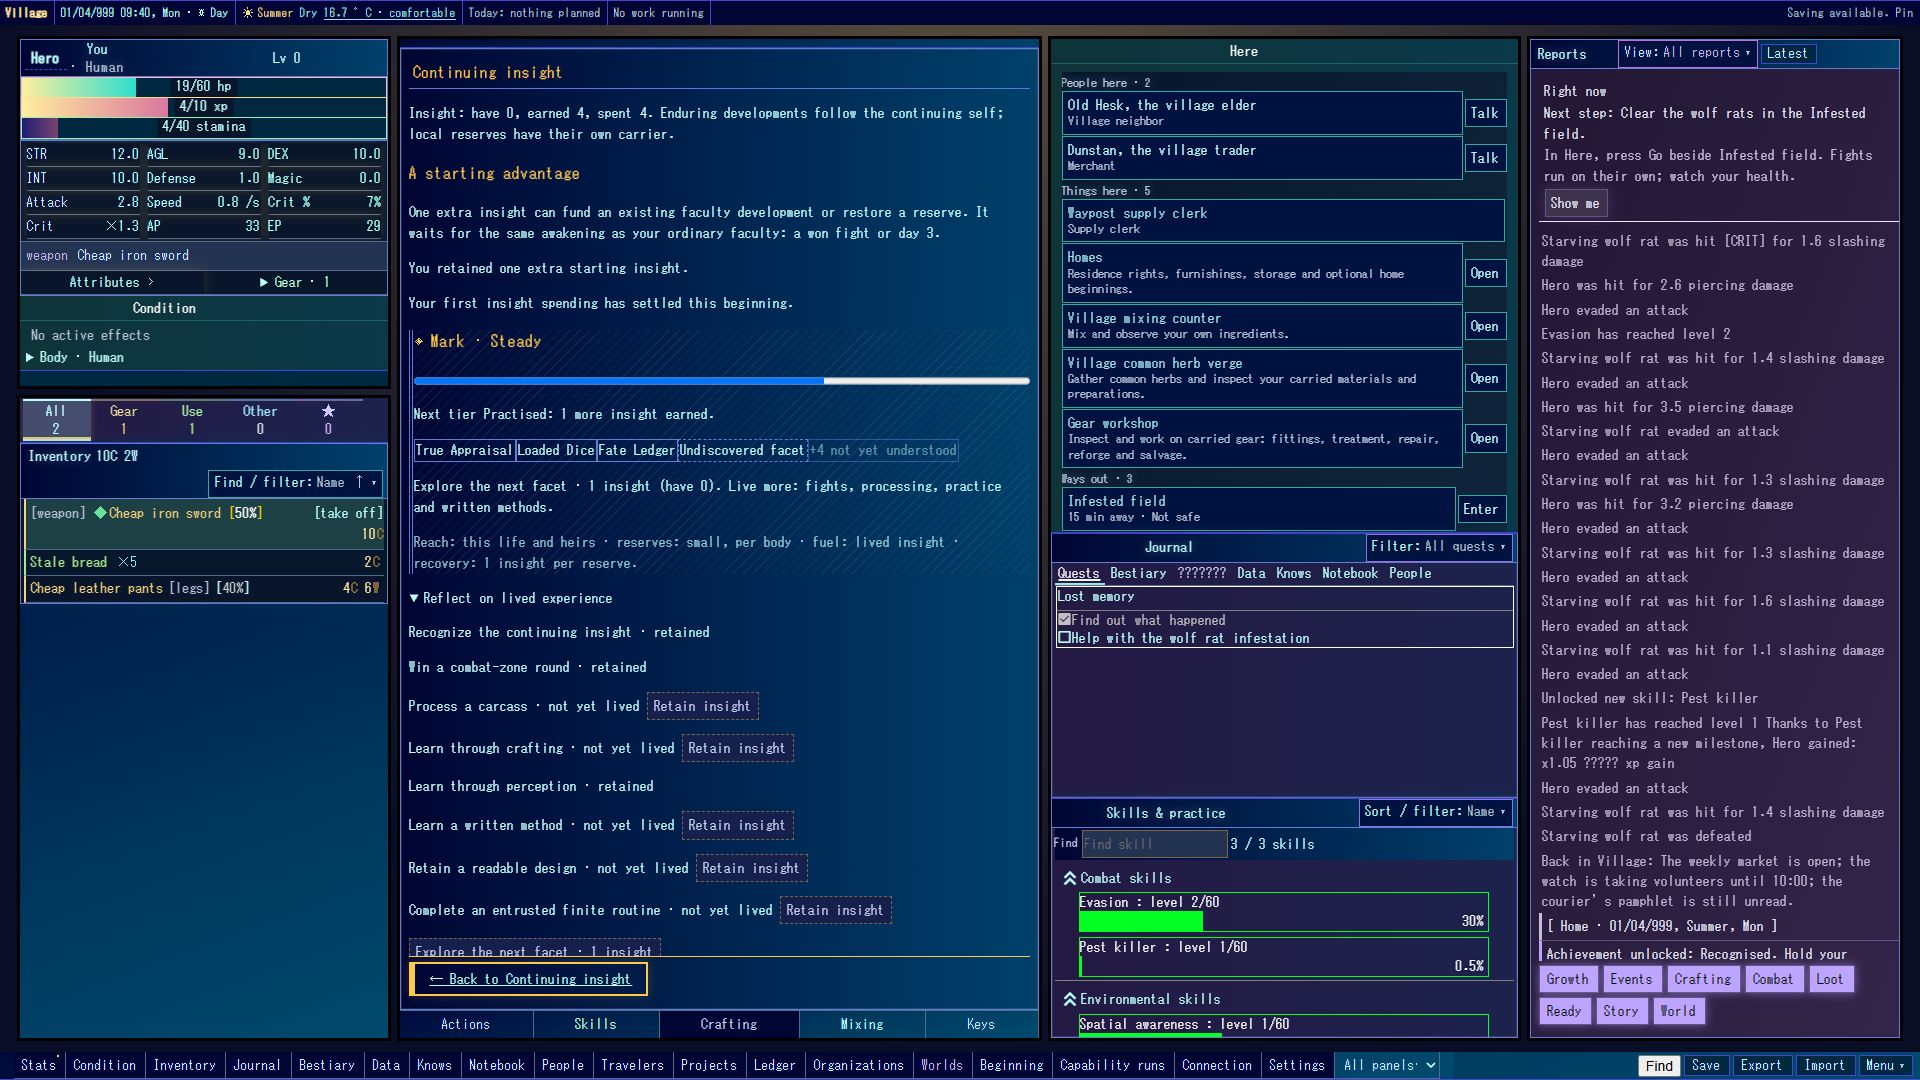 Village 01/04/999 09:40, Mon · ☀ Day ☀ Summer Dry 16.7 ° C · comfortable Today: nothing planned No work running Saving available. Pin
Hero · You Human Lv 0
19/60 hp
4/10 xp
4/40 stamina
STR 12.0 AGL 9.0 DEX 10.0
INT 10.0 Defense 1.0 Magic 0.0
Attack 2.8 Speed 0.8 /s Crit % 7%
Crit ×1.3 AP 33 EP 29
weapon Cheap iron sword
Attributes > ▶ Gear · 1
Condition
No active effects
▶ Body · Human
All 2 Gear 1 Use 1 Other 0 ★ 0
Inventory 10C 2W
Find / filter: Name ↑ ▾
[weapon] ◆Cheap iron sword [50%] [take off]
10C
Stale bread ×5 2C
Cheap leather pants [legs] [40%] 4C 6W
Continuing insight
Insight: have 0, earned 4, spent 4. Enduring developments follow the continuing self;
local reserves have their own carrier.
A starting advantage
One extra insight can fund an existing faculty development or restore a reserve. It
waits for the same awakening as your ordinary faculty: a won fight or day 3.
You retained one extra starting insight.
Your first insight spending has settled this beginning.
◈ Mark · Steady
Next tier Practised: 1 more insight earned.
True Appraisal Loaded Dice Fate Ledger Undiscovered facet +4 not yet understood
Explore the next facet · 1 insight (have 0). Live more: fights, processing, practice
and written methods.
Reach: this life and heirs · reserves: small, per body · fuel: lived insight ·
recovery: 1 insight per reserve.
▼ Reflect on lived experience
Recognize the continuing insight · retained
Win a combat-zone round · retained
Process a carcass · not yet lived Retain insight
Learn through crafting · not yet lived Retain insight
Learn through perception · retained
Learn a written method · not yet lived Retain insight
Retain a readable design · not yet lived Retain insight
Complete an entrusted finite routine · not yet lived Retain insight
Explore the next facet · 1 insight
← Back to Continuing insight
Actions Skills Crafting Mixing Keys
Here
People here · 2
Old Hesk, the village elder
Village neighbor
Talk
Dunstan, the village trader
Merchant
Talk
Things here · 5
Waypost supply clerk
Supply clerk
Homes
Residence rights, furnishings, storage and optional home
beginnings.
Open
Village mixing counter
Mix and observe your own ingredients.
Open
Village common herb verge
Gather common herbs and inspect your carried materials and
preparations.
Open
Gear workshop
Inspect and work on carried gear: fittings, treatment, repair,
reforge and salvage.
Open
Ways out · 3
Infested field
15 min away · Not safe
Enter
Journal Filter: All quests ▾
Quests Bestiary ??????? Data Knows Notebook People
Lost memory
☑Find out what happened
☐Help with the wolf rat infestation
Skills & practice Sort / filter: Name ▾
Find Find skill 3 / 3 skills
Combat skills
Evasion : level 2/60
30%
Pest killer : level 1/60
0.5%
Environmental skills
Spatial awareness : level 1/60
Reports View: All reports ▾ Latest
Right now
Next step: Clear the wolf rats in the Infested
field.
In Here, press Go beside Infested field. Fights
run on their own; watch your health.
Show me
Starving wolf rat was hit [CRIT] for 1.6 slashing
damage
Hero was hit for 2.6 piercing damage
Hero evaded an attack
Evasion has reached level 2
Starving wolf rat was hit for 1.4 slashing damage
Hero evaded an attack
Hero was hit for 3.5 piercing damage
Starving wolf rat evaded an attack
Hero evaded an attack
Starving wolf rat was hit for 1.3 slashing damage
Hero was hit for 3.2 piercing damage
Hero evaded an attack
Starving wolf rat was hit for 1.3 slashing damage
Hero evaded an attack
Starving wolf rat was hit for 1.6 slashing damage
Hero evaded an attack
Starving wolf rat was hit for 1.1 slashing damage
Hero evaded an attack
Unlocked new skill: Pest killer
Pest killer has reached level 1 Thanks to Pest
killer reaching a new milestone, Hero gained:
x1.05 ????? xp gain
Hero evaded an attack
Starving wolf rat was hit for 1.4 slashing damage
Starving wolf rat was defeated
Back in Village: The weekly market is open; the
watch is taking volunteers until 10:00; the
courier's pamphlet is still unread.
[ Home · 01/04/999, Summer, Mon ]
Achievement unlocked: Recognised. Hold your
Growth Events Crafting Combat Loot
Ready Story World
Stats Condition Inventory Journal Bestiary Data Knows Notebook People Travelers Projects Ledger Organizations Worlds Beginning Capability runs Connection Settings All panels Find Save Export Import Menu ▾